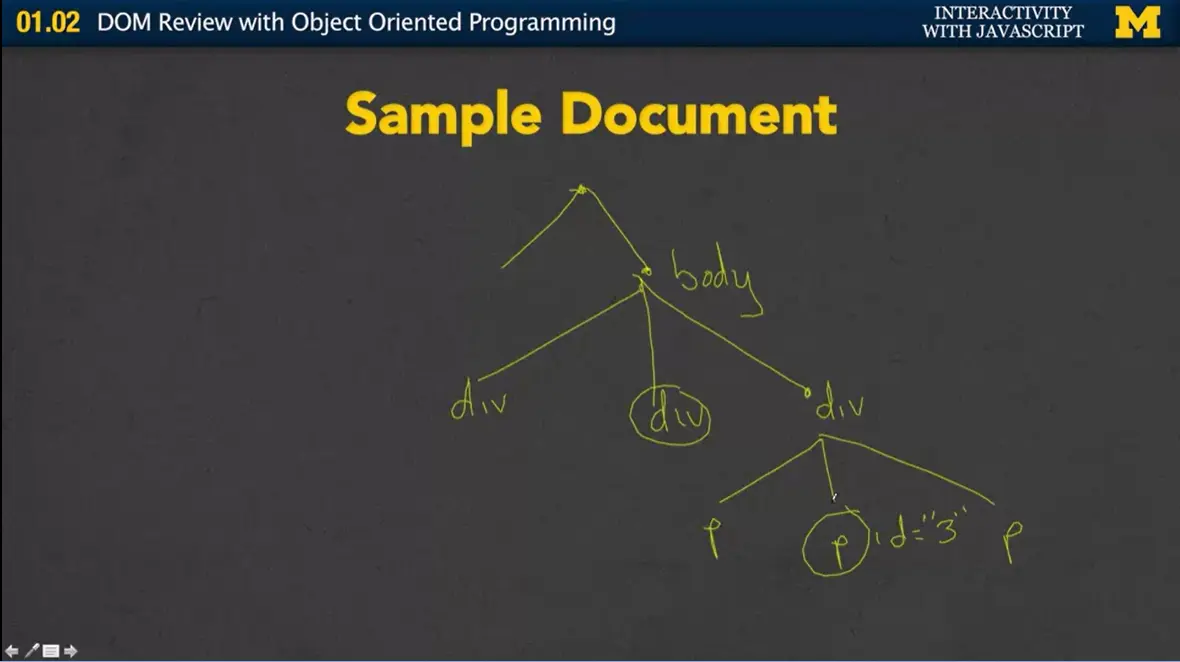 01.02 DOM Review with Object Oriented Programming
INTERACTIVITY
WITH JAVASCRIPT
M
Sample Document
body
div div div
p p id="3" p